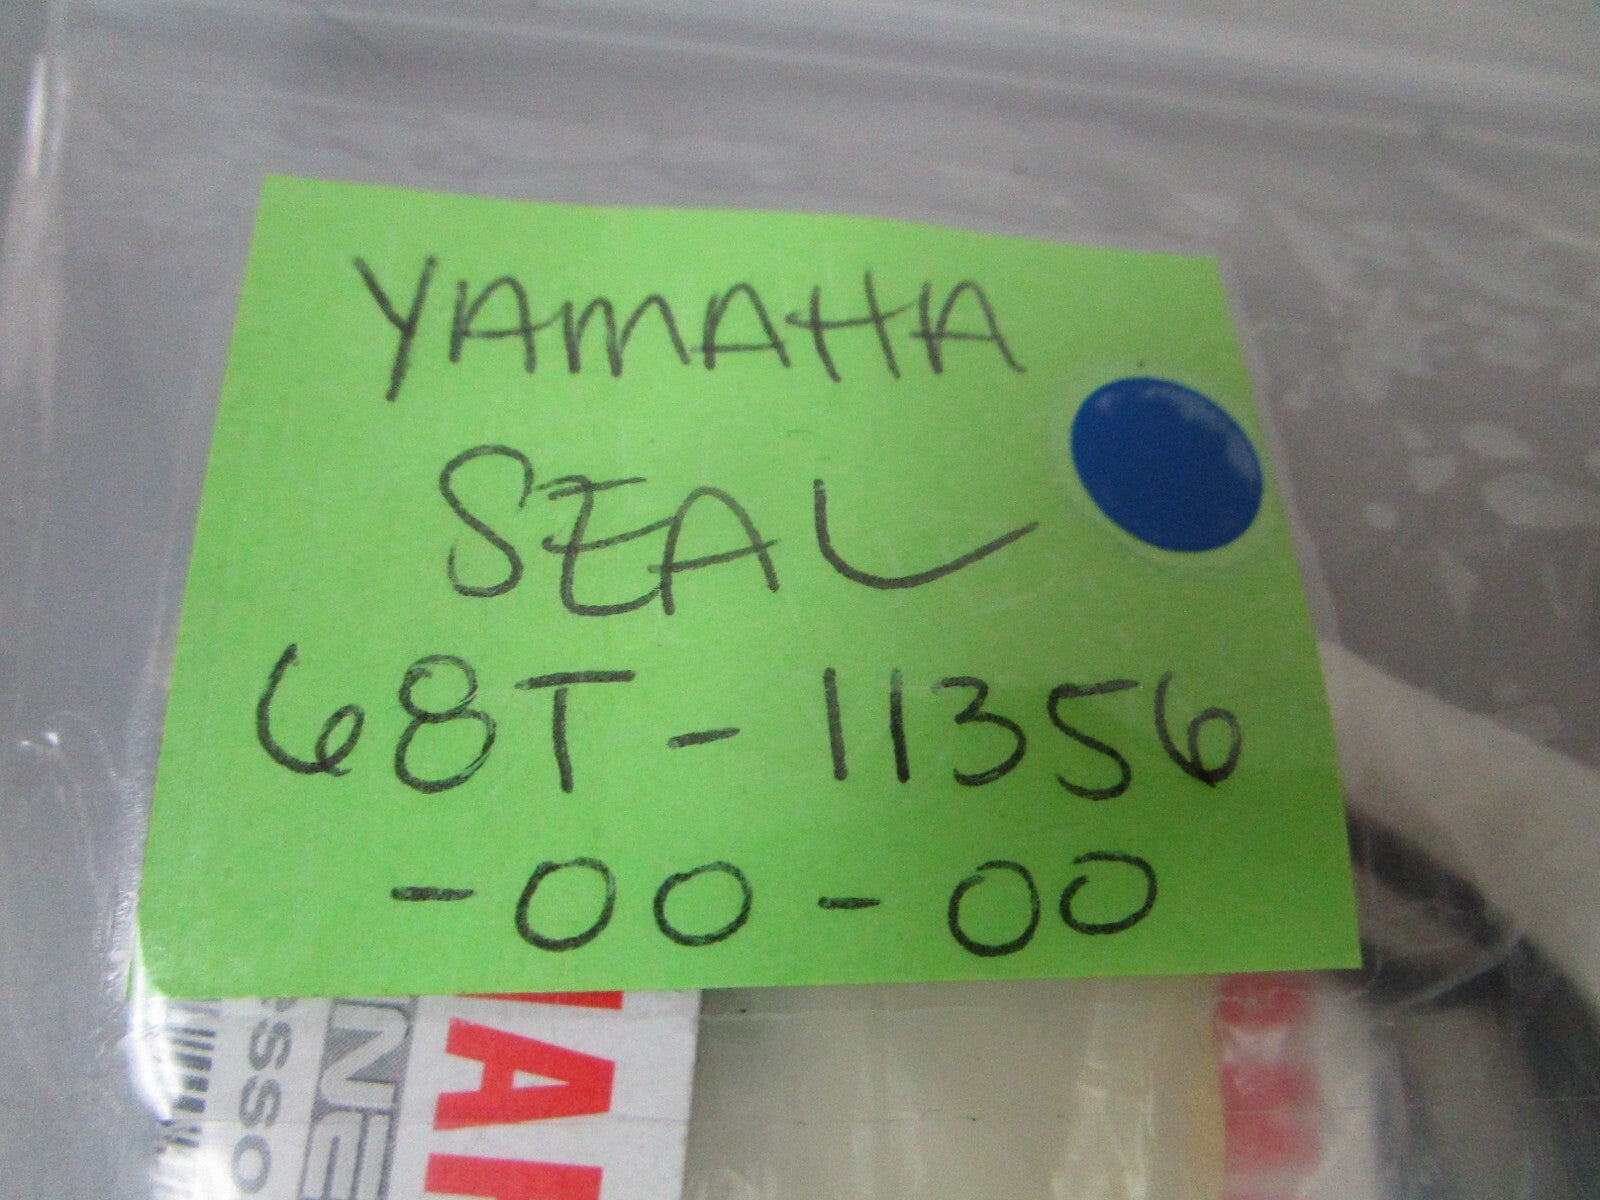 YAMAHA
SEAL
68T - 11356
- 00 - 00